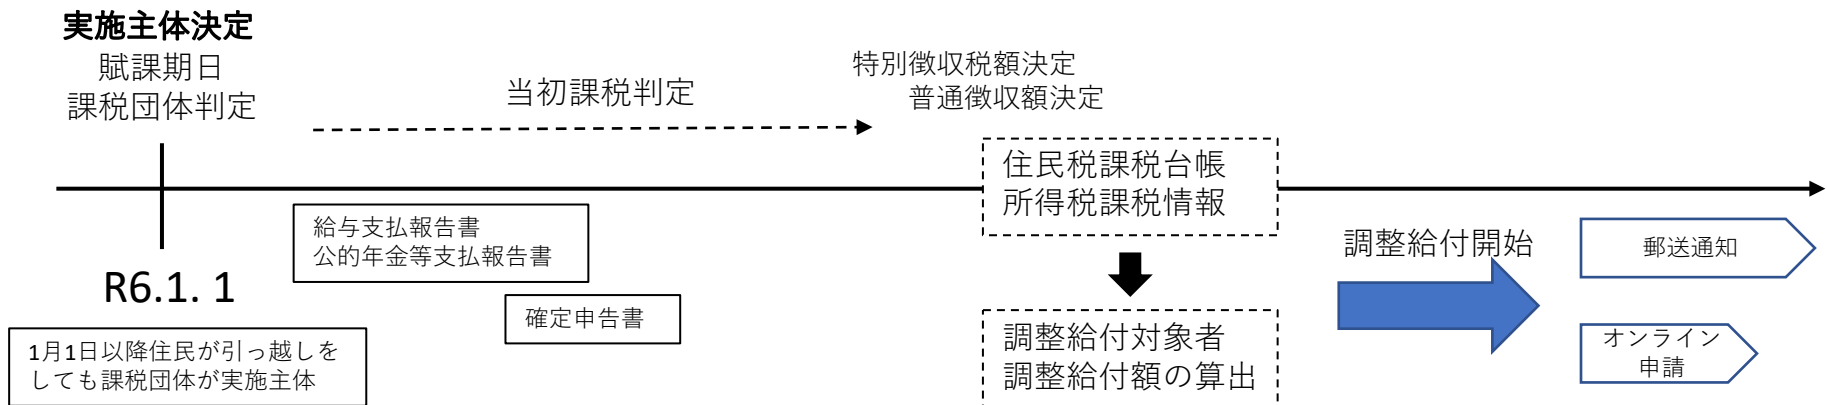 実施主体決定
賦課期日
課税団体判定
当初課税判定
特別徴収税額決定
普通徴収額決定
住民税課税台帳
所得税課税情報
給与支払報告書
公的年金等支払報告書
調整給付開始
郵送通知
R6.1. 1
確定申告書
調整給付対象者
調整給付額の算出
オンライン
申請
1月1日以降住民が引っ越しを
しても課税団体が実施主体